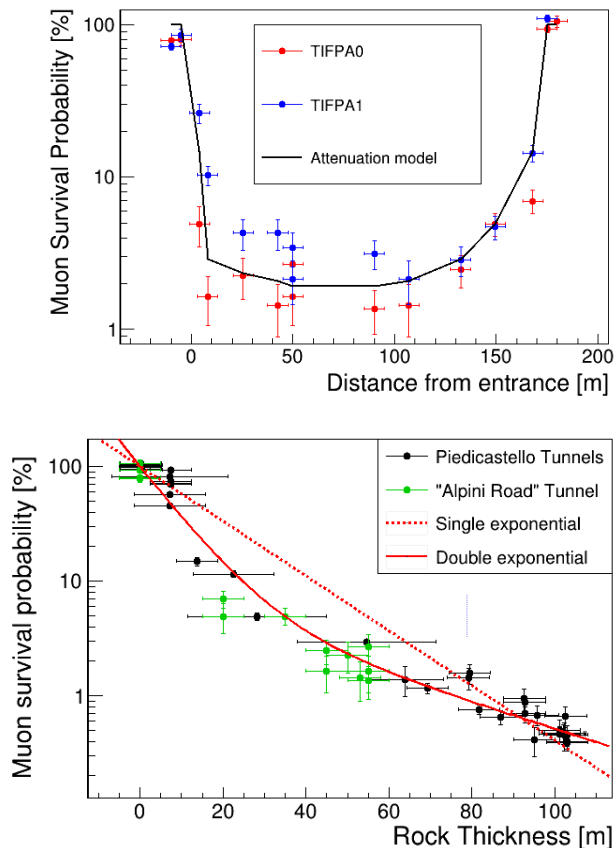 Muon Survival Probability [%]
100
10
1
TIFPA0
TIFPA1
Attenuation model
0 50 100 150 200
Distance from entrance [m]
Muon survival probability [%]
100
10
1
Piedicastello Tunnels
"Alpini Road" Tunnel
Single exponential
Double exponential
0 20 40 60 80 100
Rock Thickness [m]